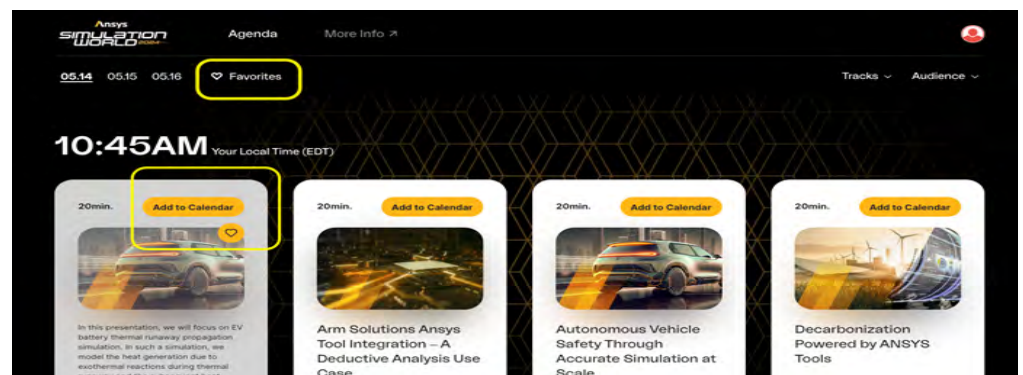 Ansys
SIMULATION
WORLD 2024
Agenda
More Info ↗
05.14 05.15 05.16 Favorites
Tracks
Audience
10:45AM Your Local Time (EDT)
20min. Add to Calendar
In this presentation, we will focus on EV
battery thermal runaway propagation
simulation. In such a simulation, we
model the heat generation due to
exothermal reactions during thermal
20min. Add to Calendar
Arm Solutions Ansys
Tool Integration – A
Deductive Analysis Use
Case
20min. Add to Calendar
Autonomous Vehicle
Safety Through
Accurate Simulation at
Scale
20min. Add to Calendar
Decarbonization
Powered by ANSYS
Tools